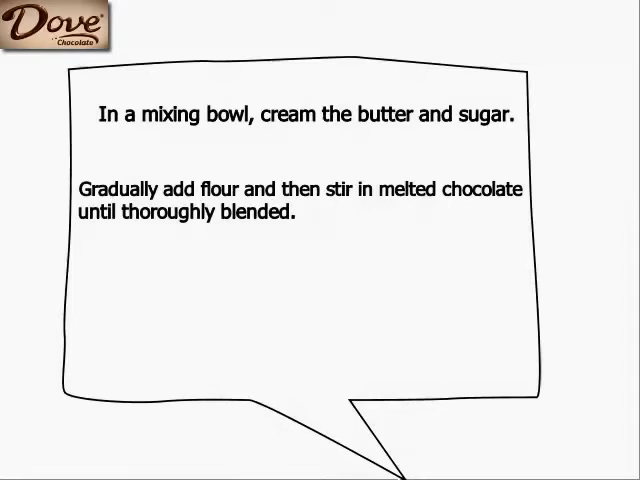 Dove®
Chocolate
In a mixing bowl, cream the butter and sugar.
Gradually add flour and then stir in melted chocolate
until thoroughly blended.